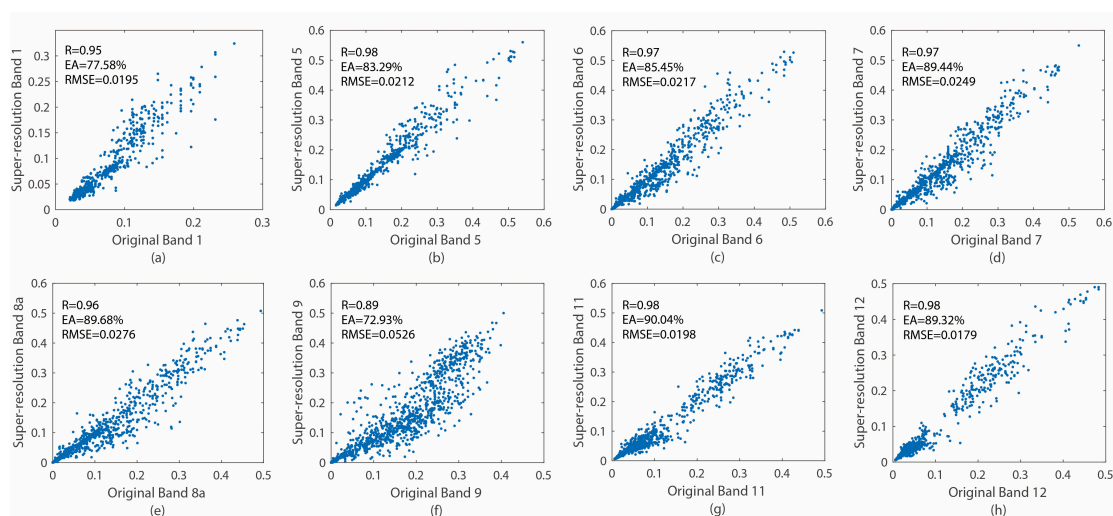 R=0.95
EA=77.58%
RMSE=0.0195
Super-resolution Band 1
0.3
0.25
0.2
0.15
0.1
0.05
0
0
0.1
0.2
0.3
Original Band 1
(a)
R=0.98
EA=83.29%
RMSE=0.0212
Super-resolution Band 5
0.6
0.5
0.4
0.3
0.2
0.1
0
0
0.1
0.2
0.3
0.4
0.5
0.6
Original Band 5
(b)
R=0.97
EA=85.45%
RMSE=0.0217
Super-resolution Band 6
0.6
0.5
0.4
0.3
0.2
0.1
0
0
0.1
0.2
0.3
0.4
0.5
0.6
Original Band 6
(c)
R=0.97
EA=89.44%
RMSE=0.0249
Super-resolution Band 7
0.6
0.5
0.4
0.3
0.2
0.1
0
0
0.1
0.2
0.3
0.4
0.5
0.6
Original Band 7
(d)
R=0.96
EA=89.68%
RMSE=0.0276
Super-resolution Band 8a
0.6
0.5
0.4
0.3
0.2
0.1
0
0
0.1
0.2
0.3
0.4
0.5
Original Band 8a
(e)
R=0.89
EA=72.93%
RMSE=0.0526
Super-resolution Band 9
0.6
0.5
0.4
0.3
0.2
0.1
0
0
0.1
0.2
0.3
0.4
0.5
Original Band 9
(f)
R=0.98
EA=90.04%
RMSE=0.0198
Super-resolution Band 11
0.6
0.5
0.4
0.3
0.2
0.1
0
0
0.1
0.2
0.3
0.4
0.5
Original Band 11
(g)
R=0.98
EA=89.32%
RMSE=0.0179
Super-resolution Band 12
0.5
0.4
0.3
0.2
0.1
0
0
0.1
0.2
0.3
0.4
0.5
Original Band 12
(h)